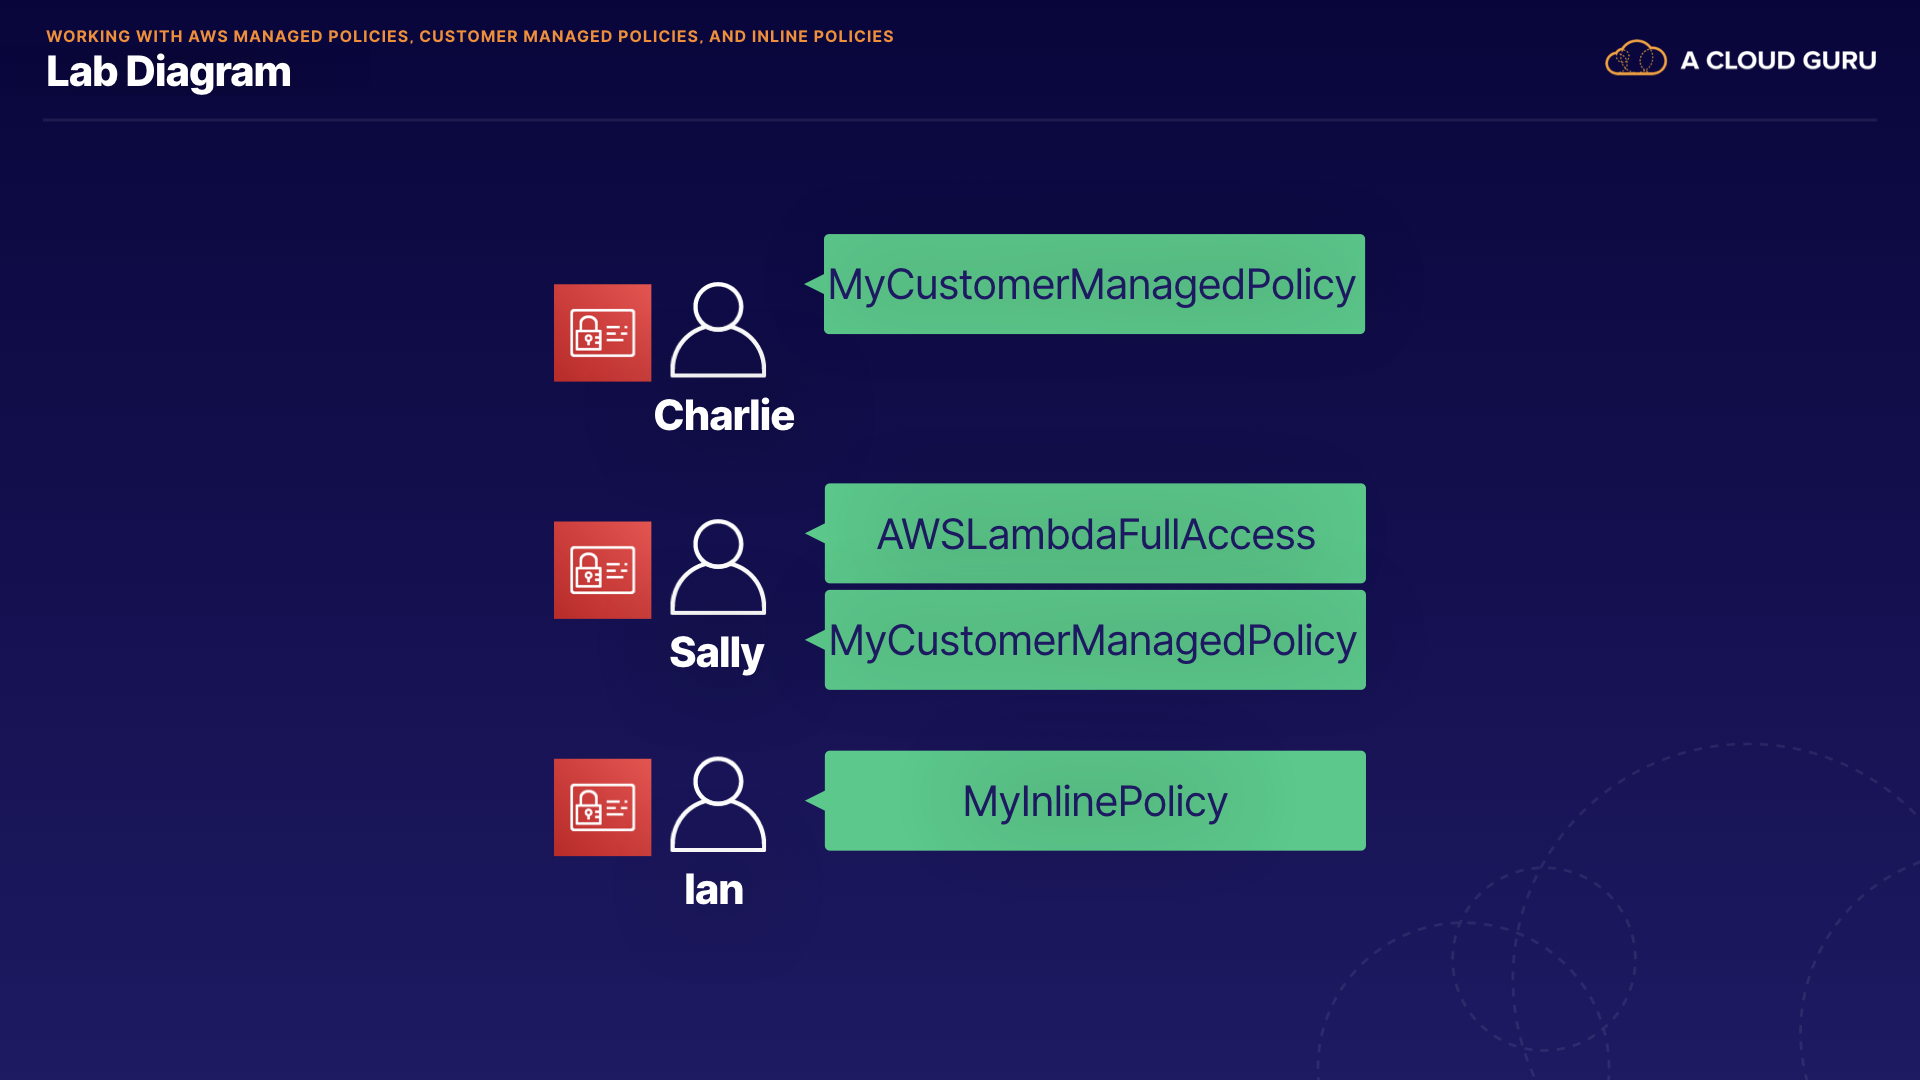 WORKING WITH AWS MANAGED POLICIES, CUSTOMER MANAGED POLICIES, AND INLINE POLICIES
Lab Diagram
A CLOUD GURU
MyCustomerManagedPolicy
Charlie
AWSLambdaFullAccess
MyCustomerManagedPolicy
Sally
MyInlinePolicy
Ian